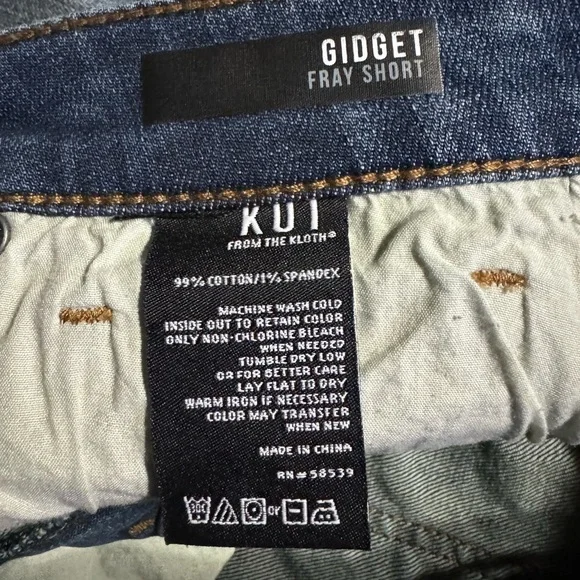 GIDGET
FRAY SHORT
KUT
FROM THE KLOTH®
99% COTTON/1% SPANDEX
MACHINE WASH COLD
INSIDE OUT TO RETAIN COLOR
ONLY NON-CHLORINE BLEACH
WHEN NEEDED
TUMBLE DRY LOW
OR FOR BETTER CARE
LAY FLAT TO DRY
WARM IRON IF NECESSARY
COLOR MAY TRANSFER
WHEN NEW
MADE IN CHINA
RN# 58539
30C or